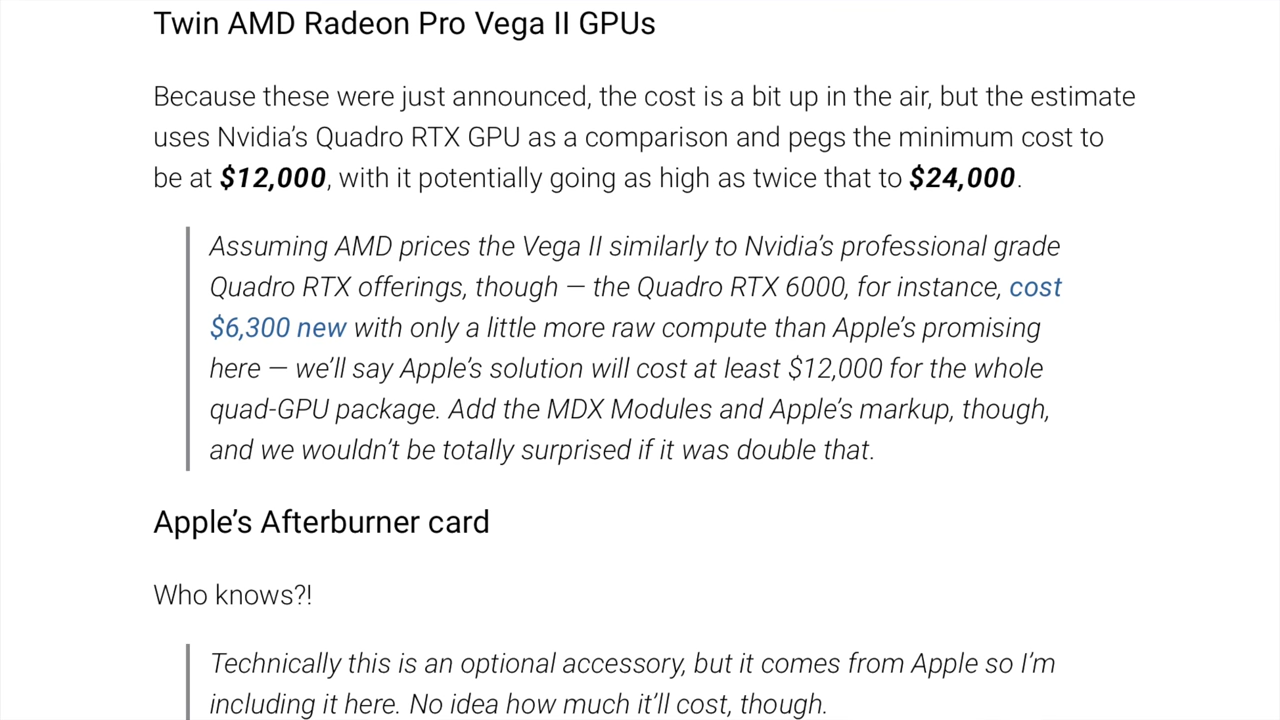 Twin AMD Radeon Pro Vega II GPUs
Because these were just announced, the cost is a bit up in the air, but the estimate
uses Nvidia’s Quadro RTX GPU as a comparison and pegs the minimum cost to
be at $12,000, with it potentially going as high as twice that to $24,000.
Assuming AMD prices the Vega II similarly to Nvidia’s professional grade
Quadro RTX offerings, though — the Quadro RTX 6000, for instance, cost
$6,300 new with only a little more raw compute than Apple’s promising
here — we’ll say Apple’s solution will cost at least $12,000 for the whole
quad-GPU package. Add the MDX Modules and Apple’s markup, though,
and we wouldn’t be totally surprised if it was double that.
Apple’s Afterburner card
Who knows?!
Technically this is an optional accessory, but it comes from Apple so I’m
including it here. No idea how much it’ll cost, though.